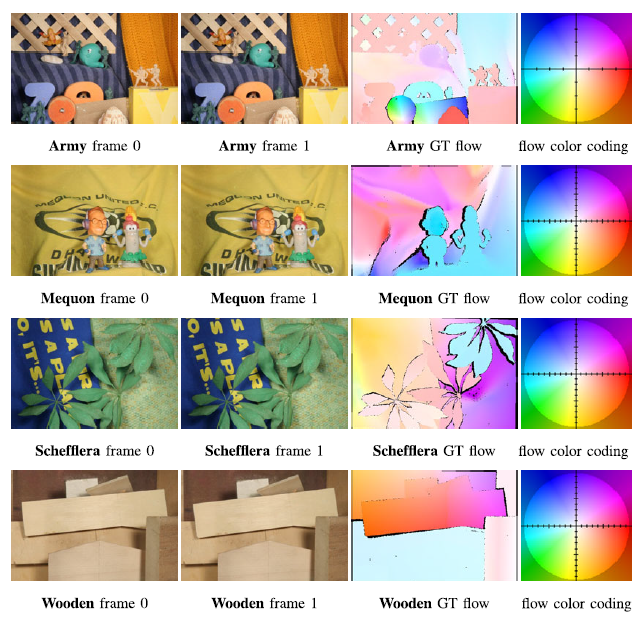 Army frame 0
Army frame 1
Army GT flow
flow color coding
MEQUON UNITED
MEQUON UNITED
Mequon frame 0
Mequon frame 1
Mequon GT flow
flow color coding
Schefflera frame 0
Schefflera frame 1
Schefflera GT flow
flow color coding
Wooden frame 0
Wooden frame 1
Wooden GT flow
flow color coding